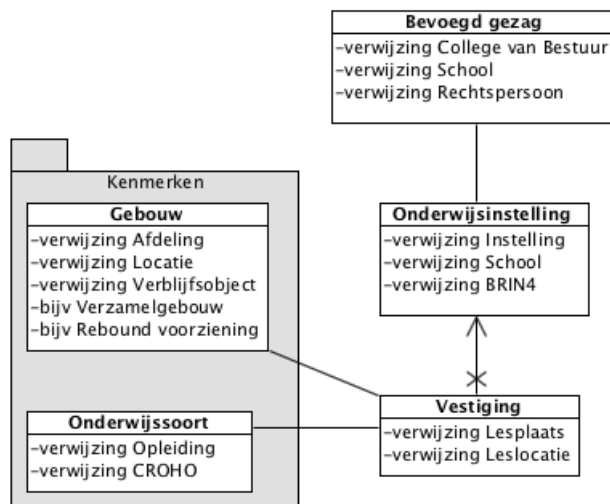 Bevoegd gezag
-verwijzing College van Bestuur
-verwijzing School
-verwijzing Rechtspersoon
Kenmerken
Gebouw
-verwijzing Afdeling
-verwijzing Locatie
-verwijzing Verblijfsobject
-bijv Verzamelgebouw
-bijv Rebound voorziening
Onderwijsinstelling
-verwijzing Instelling
-verwijzing School
-verwijzing BRIN4
Onderwijssoort
-verwijzing Opleiding
-verwijzing CROHO
Vestiging
-verwijzing Lesplaats
-verwijzing Leslocatie